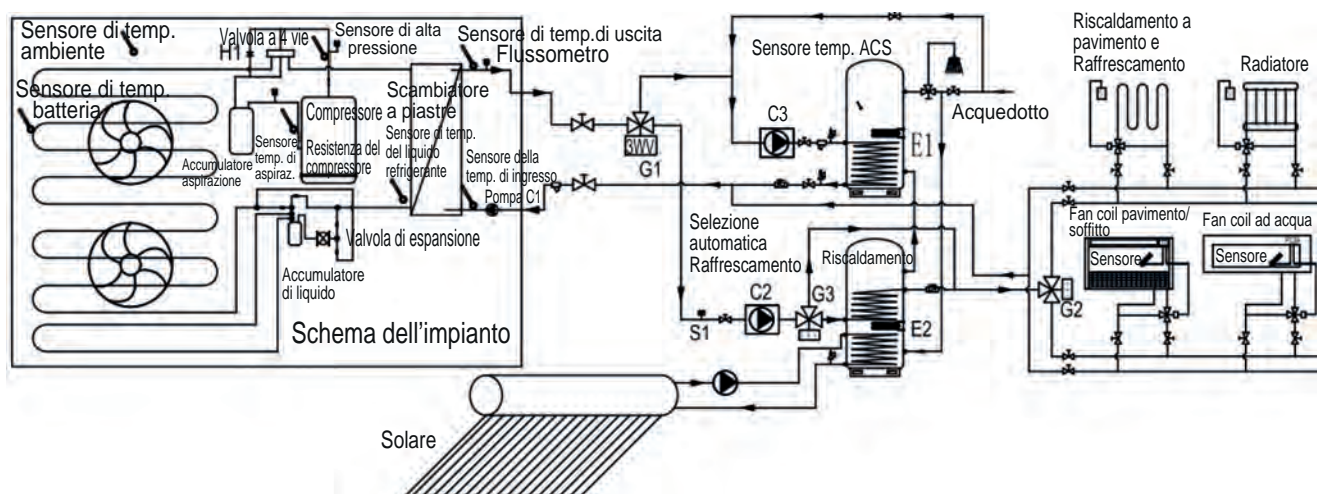 Sensore di temp.
ambiente
Valvola a 4 vie
H1
Sensore di alta
pressione
Sensore di temp.di uscita
Flussometro
Sensore di temp.
batteria
Compressore
Resistenza del
compressore
Scambiatore
a piastre
Sensore di temp.
del liquido
refrigerante
Accumulatore
aspirazione
Sensore
temp. di
aspiraz.
Sensore della
temp. di ingresso
Pompa C1
Valvola di espansione
Accumulatore
di liquido
Schema dell'impianto
3WV
G1
Sensore temp. ACS
C3
E1
Acquedotto
Selezione
automatica
Raffrescamento
Riscaldamento
S1
C2
G3
E2
Solare
Riscaldamento a
pavimento e
Raffrescamento
Radiatore
Fan coil pavimento/
soffitto
Sensore
Fan coil ad acqua
Sensore
G2